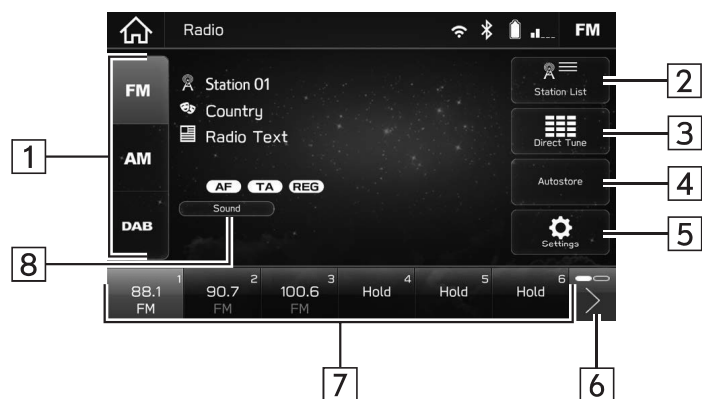 Radio
FM
FM
AM
DAB
Station 01
Country
Radio Text
AF TA REG
Sound
Station List
Direct Tune
Autostore
Settings
1 2 3 4 5 6
88.1 90.7 100.6 Hold Hold Hold
FM FM FM
1
2
3
4
5
6
7
8